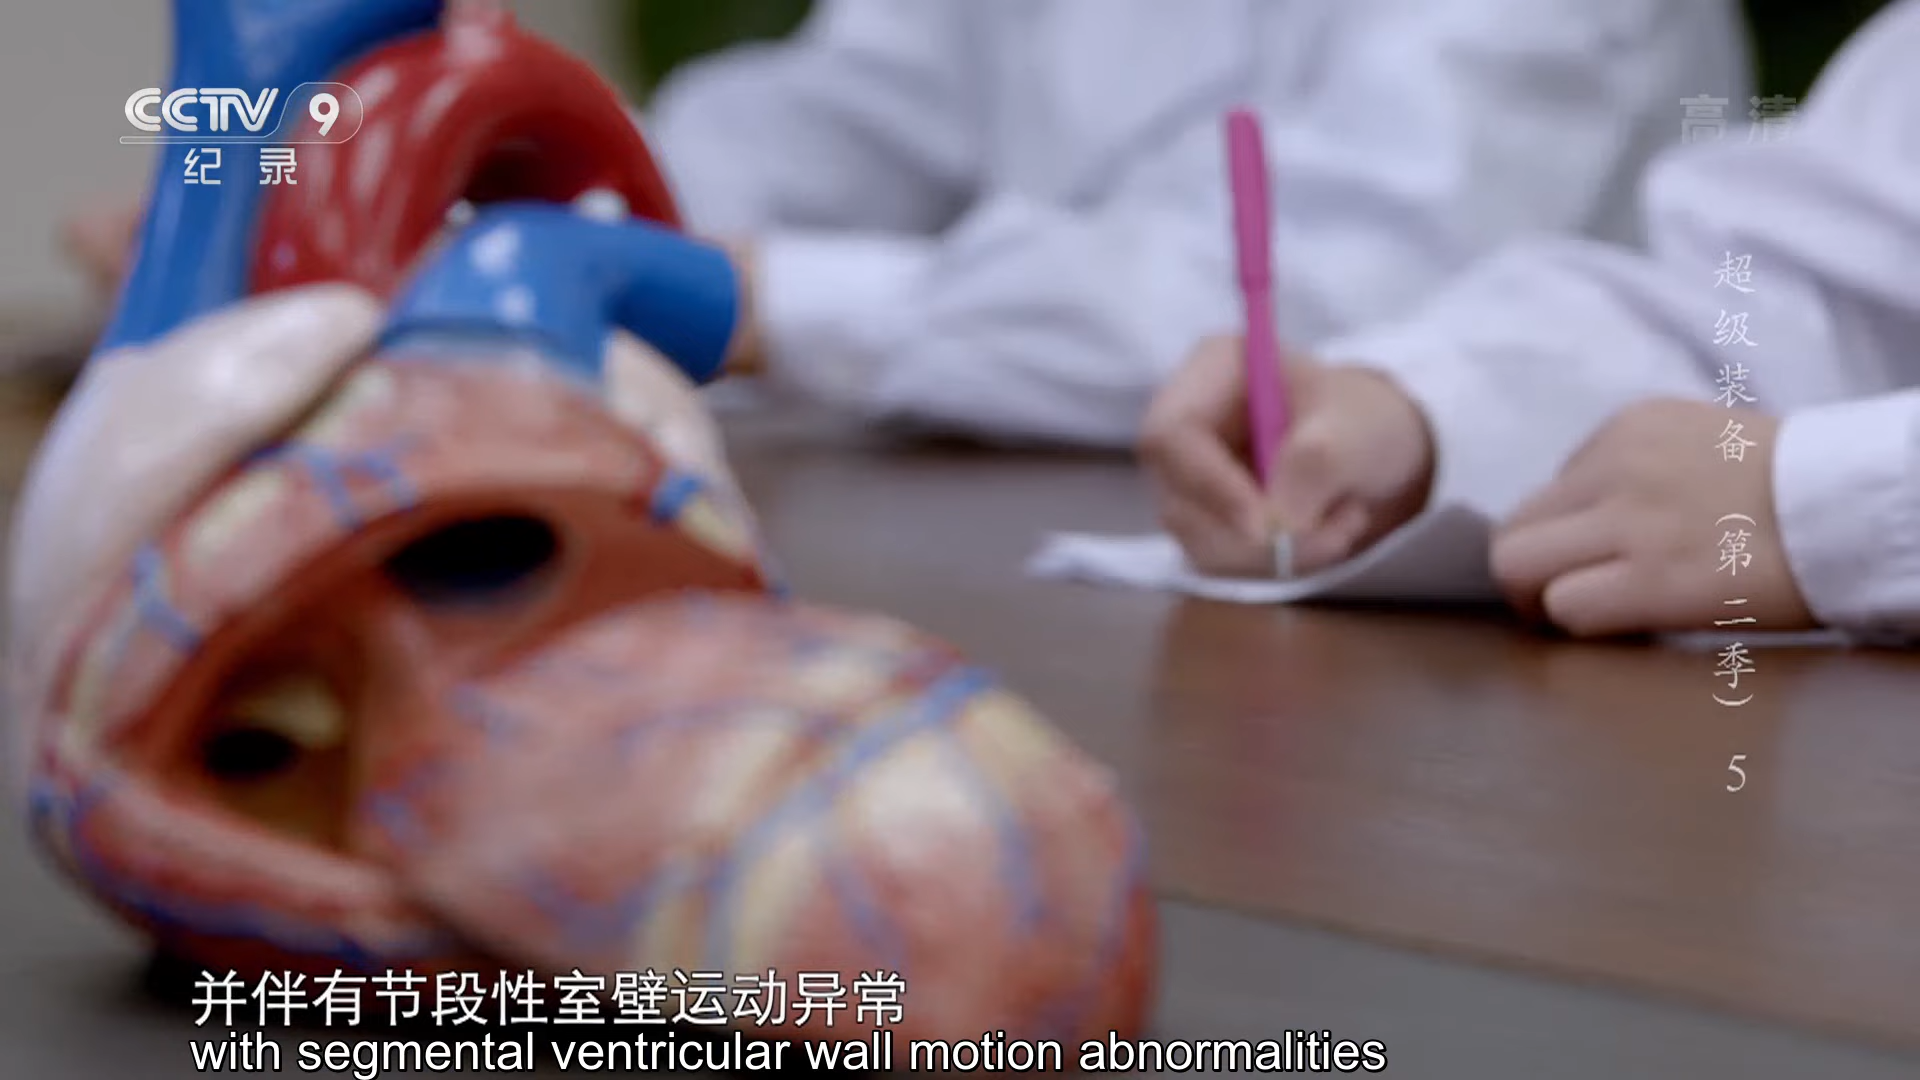 CCTV 9
纪 录
高清
超级装备（第二季） 5
并伴有节段性室壁运动异常
with segmental ventricular wall motion abnormalities